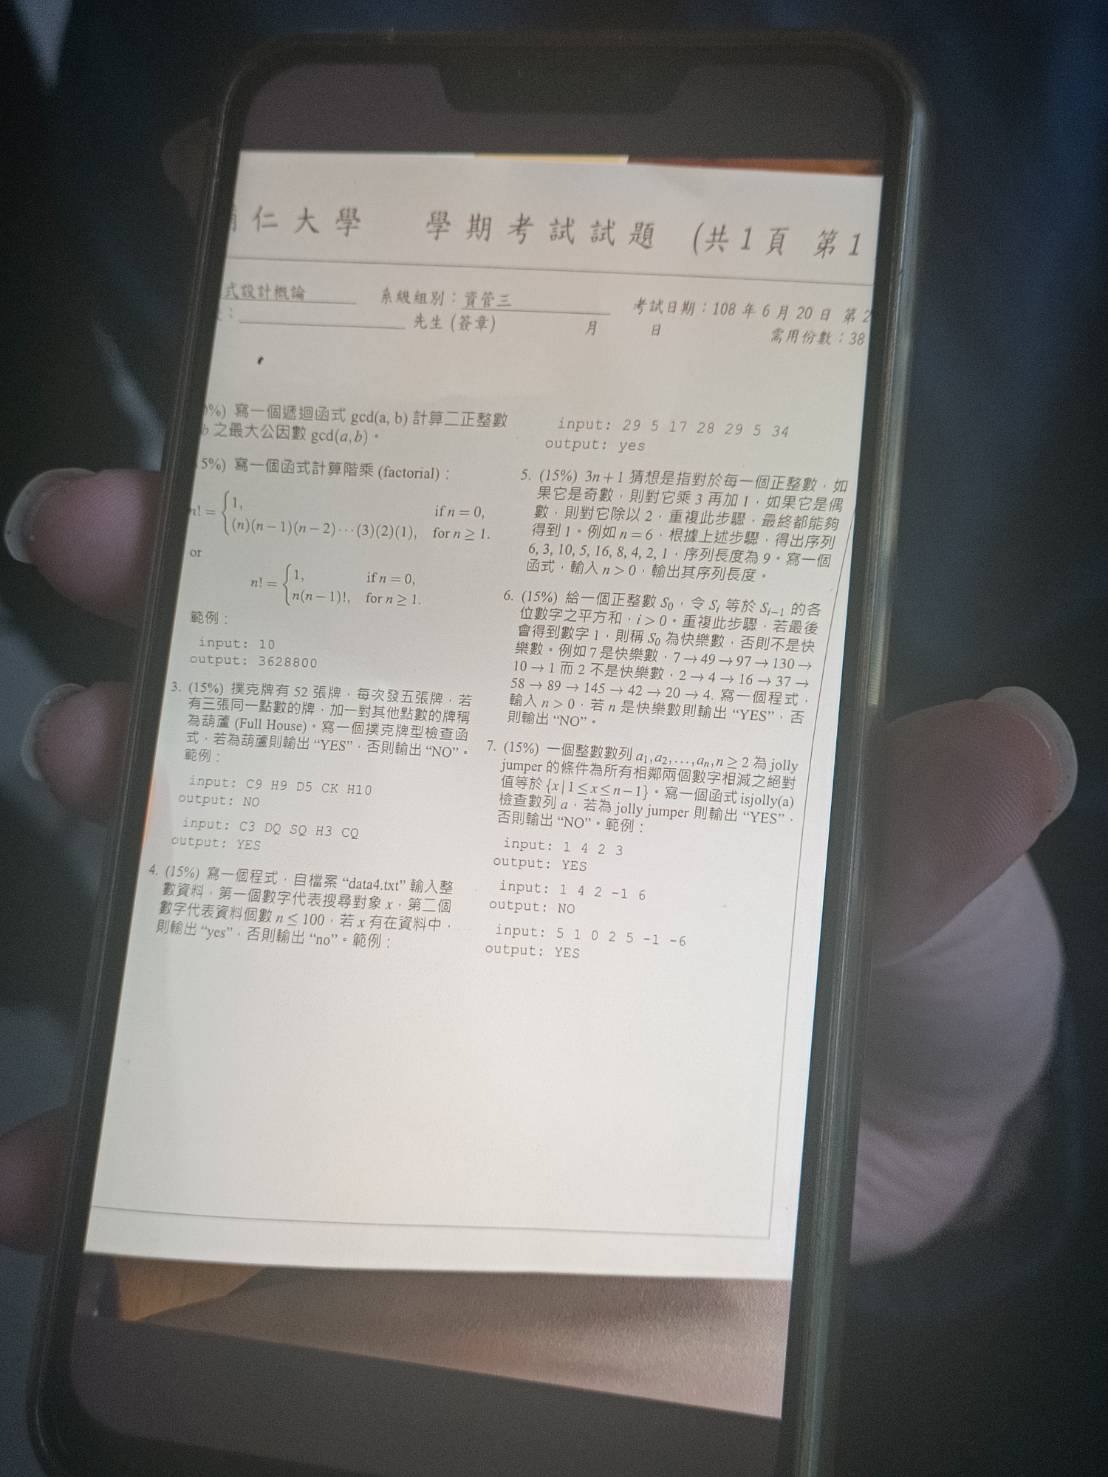 仁大學 學期考試試題 (共1頁 第1
式設計概論 系級組別：資管三 考試日期：108 年 6 月 20 日 第2
先生 (簽章) 月 日 需用份數：38
%) 寫一個遞迴函式 gcd(a, b) 計算二正整數
b 之最大公因數 gcd(a,b)。
5%) 寫一個函式計算階乘 (factorial)：
n! = {1, if n = 0,
(n)(n−1)(n−2)⋯(3)(2)(1), for n ≥ 1.
or
n! = {1, if n = 0,
n(n−1)!, for n ≥ 1.
範例：
input: 10
output: 3628800
3. (15%) 撲克牌有 52 張牌，每次發五張牌，若
有三張同一點數的牌，加一對其他點數的牌稱
為葫蘆 (Full House)。寫一個撲克牌型檢查函
式，若為葫蘆則輸出 “YES”，否則輸出 “NO”。
範例：
input: C9 H9 D5 CK H10
output: NO
input: C3 DQ SQ H3 CQ
output: YES
4. (15%) 寫一個程式，自檔案 “data4.txt” 輸入整
數資料，第一個數字代表搜尋對象 x，第二個
數字代表資料個數 n ≤ 100，若 x 有在資料中，
則輸出 “yes”，否則輸出 “no”。範例：
input: 29 5 17 28 29 5 34
output: yes
5. (15%) 3n+1 猜想是指對於每一個正整數，如
果它是奇數，則對它乘 3 再加 1，如果它是偶
數，則對它除以 2，重複此步驟，最終都能夠
得到 1。例如 n = 6，根據上述步驟，得出序列
6, 3, 10, 5, 16, 8, 4, 2, 1，序列長度為 9。寫一個
函式，輸入 n > 0，輸出其序列長度。
6. (15%) 給一個正整數 S₀，令 Sᵢ 等於 Sᵢ₋₁ 的各
位數字之平方和，i > 0。重複此步驟，若最後
會得到數字 1，則稱 S₀ 為快樂數，否則不是快
樂數。例如 7 是快樂數，7 → 49 → 97 → 130 →
10 → 1 而 2 不是快樂數，2 → 4 → 16 → 37 →
58 → 89 → 145 → 42 → 20 → 4. 寫一個程式，
輸入 n > 0，若 n 是快樂數則輸出 “YES”，否
則輸出 “NO”。
7. (15%) 一個整數數列 a₁,a₂,…,aₙ,n ≥ 2 為 jolly
jumper 的條件為所有相鄰兩個數字相減之絕對
值等於 {x | 1 ≤ x ≤ n−1}。寫一個函式 isjolly(a)
檢查數列 a，若為 jolly jumper 則輸出 “YES”，
否則輸出 “NO”。範例：
input: 1 4 2 3
output: YES
input: 1 4 2 -1 6
output: NO
input: 5 1 0 2 5 -1 -6
output: YES